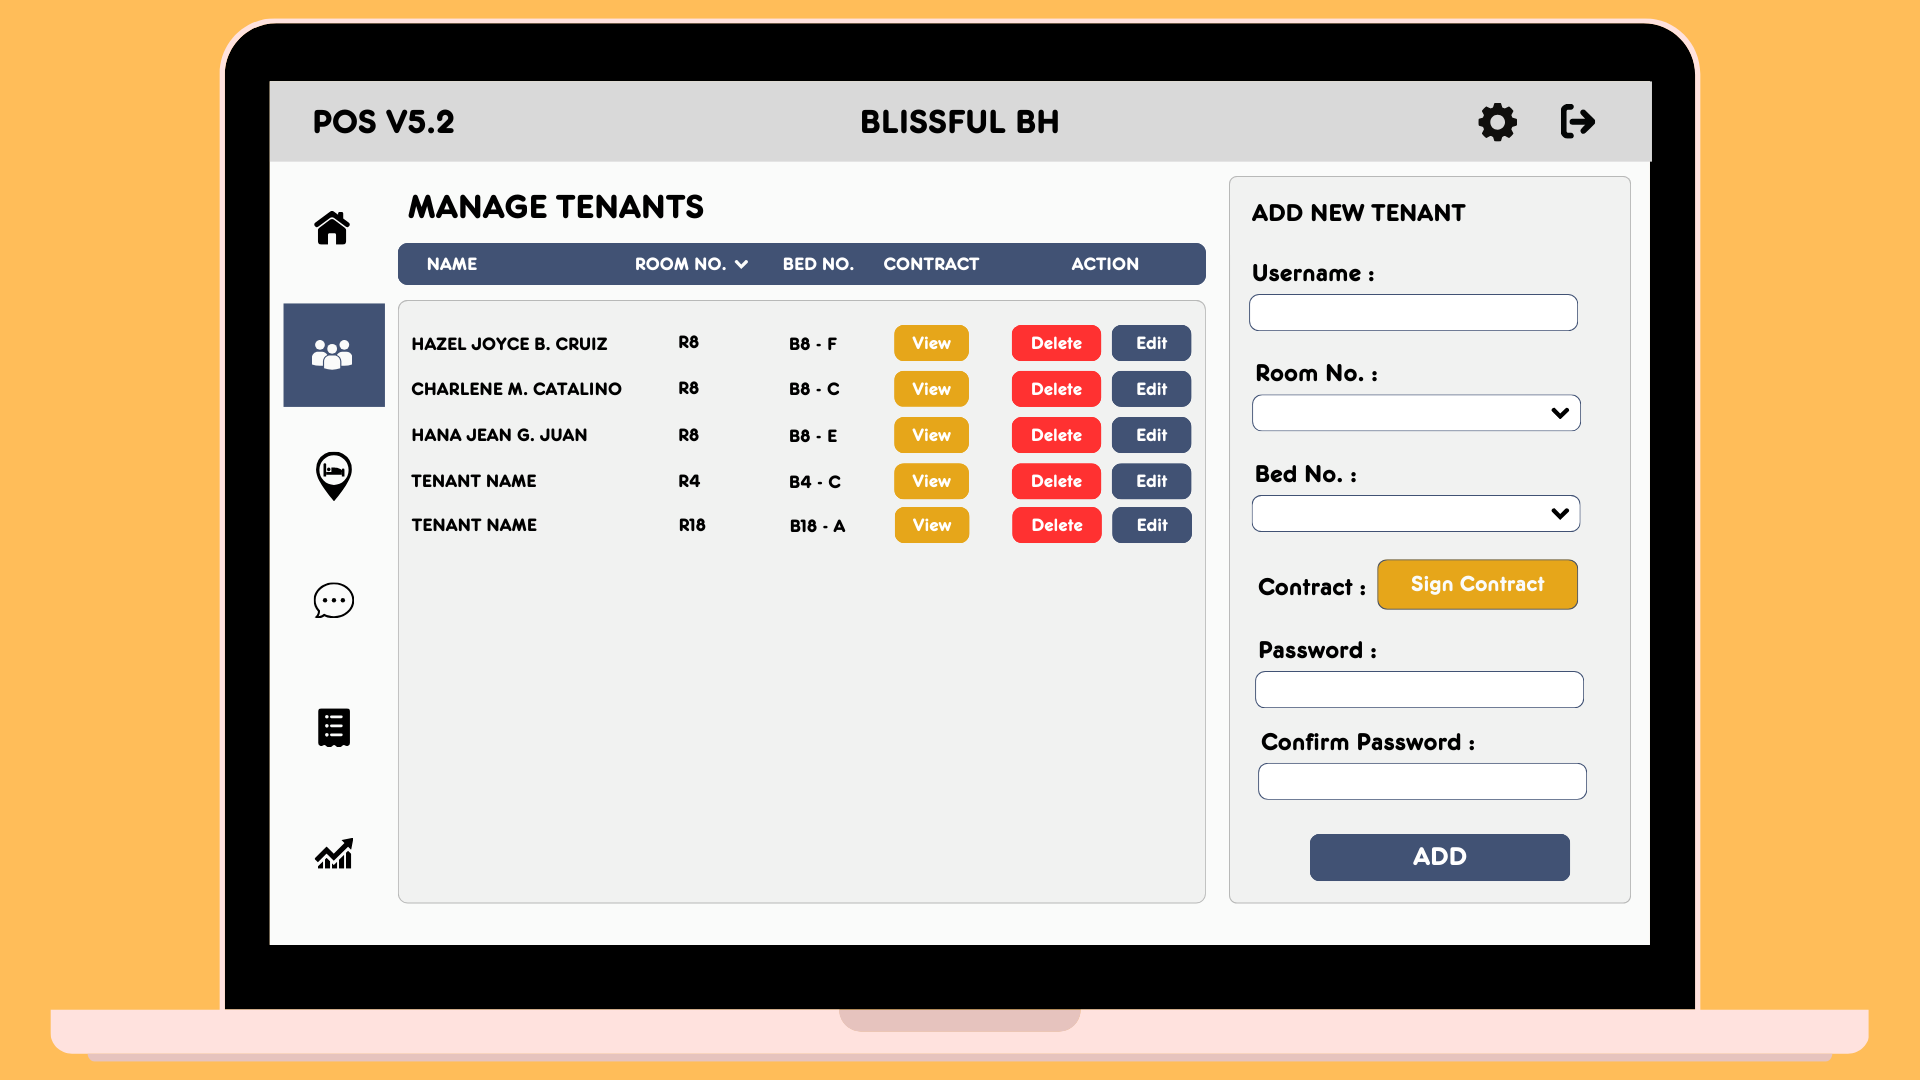 POS V5.2 BLISSFUL BH
MANAGE TENANTS
NAME ROOM NO. BED NO. CONTRACT ACTION
HAZEL JOYCE B. CRUIZ R8 B8 - F View Delete Edit
CHARLENE M. CATALINO R8 B8 - C View Delete Edit
HANA JEAN G. JUAN R8 B8 - E View Delete Edit
TENANT NAME R4 B4 - C View Delete Edit
TENANT NAME R18 B18 - A View Delete Edit
ADD NEW TENANT
Username :
Room No. :
Bed No. :
Contract : Sign Contract
Password :
Confirm Password :
ADD